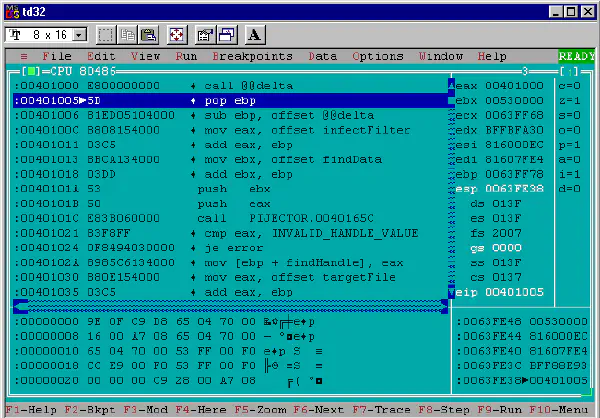 td32
8 x 16
≡ File Edit View Run Breakpoints Data Options Window Help READY
CPU 80486 3
:00401000 E800000000 call @@delta
:00401005 5D pop ebp
:00401006 81ED05104000 sub ebp, offset @@delta
:0040100C B808154000 mov eax, offset infectFilter
:00401011 03C5 add eax, ebp
:00401013 BBCA134000 mov ebx, offset findData
:00401018 03DD add ebx, ebp
:0040101A 53 push ebx
:0040101B 50 push eax
:0040101C E83B060000 call PIJECTOR.0040165C
:00401021 83F8FF cmp eax, INVALID_HANDLE_VALUE
:00401024 0F8494030000 je error
:0040102A 8985C6134000 mov [ebp + findHandle], eax
:00401030 B80E154000 mov eax, offset targetFile
:00401035 03C5 add eax, ebp
eax 00401000 c=0
ebx 00530000 z=1
ecx 0063FF68 s=0
edx BFFBFA30 o=0
esi 816000EC p=1
edi 81607FE4 a=0
ebp 0063FF78 i=1
esp 0063FE38 d=0
ds 013F
es 013F
fs 2007
gs 0000
ss 013F
cs 0137
eip 00401005
:00000000 9E 0F C9 D8 65 04 70 00
:00000008 16 00 A7 08 65 04 70 00
:00000010 65 04 70 00 53 FF 00 F0
:00000018 CC E9 00 F0 53 FF 00 F0
:00000020 00 00 00 C9 28 00 A7 08
:0063FE48 00530000
:0063FE44 816000EC
:0063FE40 81607FE4
:0063FE3C BFF88E93
:0063FE38 00401005
F1-Help F2-Bkpt F3-Mod F4-Here F5-Zoom F6-Next F7-Trace F8-Step F9-Run F10-Menu